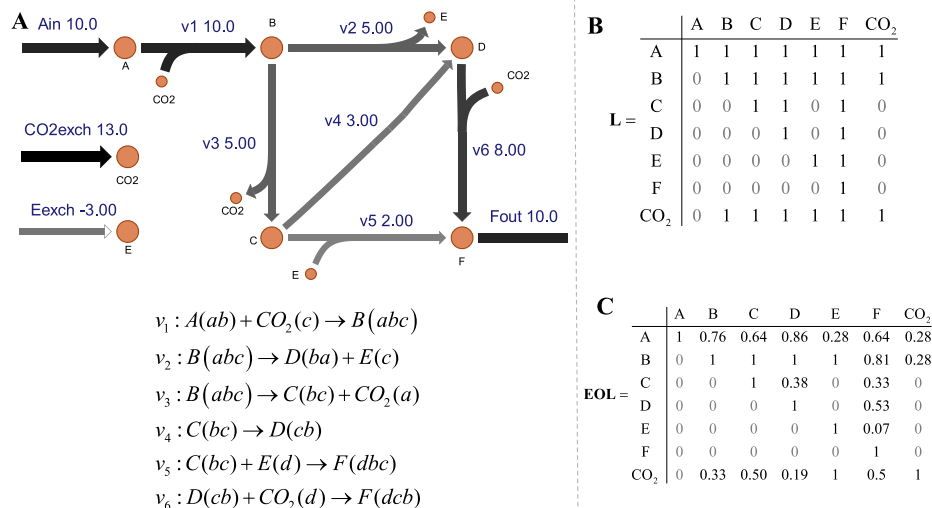 A
Ain 10.0
v1 10.0
B
v2 5.00
E
A
CO2
D
CO2
CO2exch 13.0
v4 3.00
v3 5.00
v6 8.00
CO2
CO2
Eexch -3.00
v5 2.00
Fout 10.0
E
C
E
F
v₁ : A(ab) + CO₂(c) → B(abc)
v₂ : B(abc) → D(ba) + E(c)
v₃ : B(abc) → C(bc) + CO₂(a)
v₄ : C(bc) → D(cb)
v₅ : C(bc) + E(d) → F(dbc)
v₆ : D(cb) + CO₂(d) → F(dcb)
B
L =
A B C D E F CO₂
A 1 1 1 1 1 1 1
B 0 1 1 1 1 1 1
C 0 0 1 1 0 1 0
D 0 0 0 1 0 1 0
E 0 0 0 0 1 1 0
F 0 0 0 0 0 1 0
CO₂ 0 1 1 1 1 1 1
C
EOL =
A B C D E F CO₂
A 1 0.76 0.64 0.86 0.28 0.64 0.28
B 0 1 1 1 1 0.81 0.28
C 0 0 1 0.38 0 0.33 0
D 0 0 0 1 0 0.53 0
E 0 0 0 0 1 0.07 0
F 0 0 0 0 0 1 0
CO₂ 0 0.33 0.50 0.19 1 0.5 1